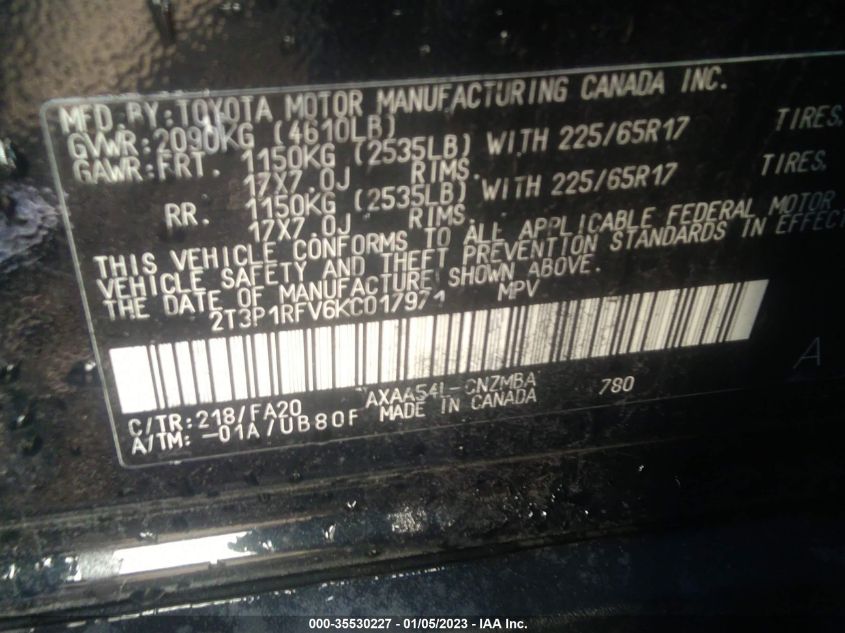 MFD. BY: TOYOTA MOTOR MANUFACTURING CANADA INC.
GVWR: 2090KG (4610LB)
GAWR: FRT. 1150KG (2535LB) WITH 225/65R17 TIRES,
17X7.0J RIMS.
RR. 1150KG (2535LB) WITH 225/65R17 TIRES,
17X7.0J RIMS.
THIS VEHICLE CONFORMS TO ALL APPLICABLE FEDERAL MOTOR
VEHICLE SAFETY AND THEFT PREVENTION STANDARDS IN EFFECT
THE DATE OF MANUFACTURE SHOWN ABOVE.
2T3P1RFV6KC017971 MPV
C/TR: 218/FA20 AXAA54L-CNZMBA 780
A/TM: -01A/UB80F MADE IN CANADA
A
000-35530227 - 01/05/2023 - IAA Inc.